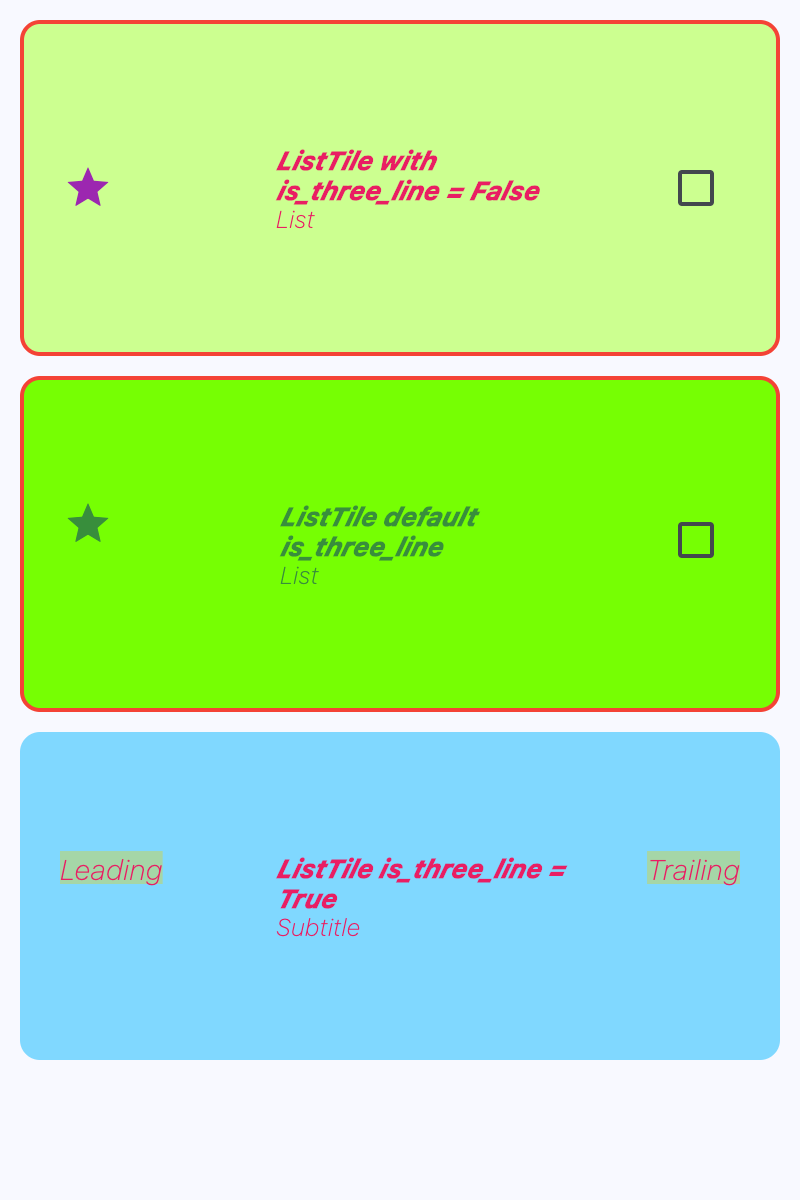 ListTile with
is_three_line = False
List
ListTile default
is_three_line
List
Leading
ListTile is_three_line =
True
Subtitle
Trailing